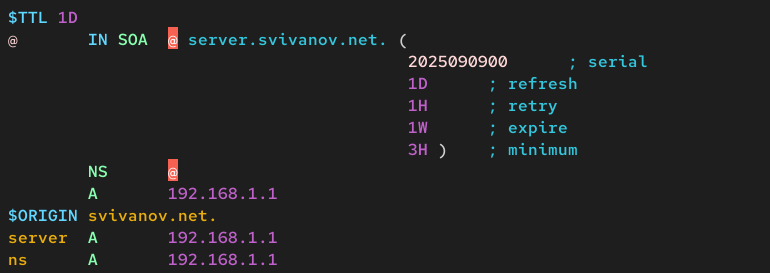 $TTL 1D
@ IN SOA @ server.svivanov.net. (
2025090900 ; serial
1D ; refresh
1H ; retry
1W ; expire
3H ) ; minimum
NS @
A 192.168.1.1
$ORIGIN svivanov.net.
server A 192.168.1.1
ns A 192.168.1.1